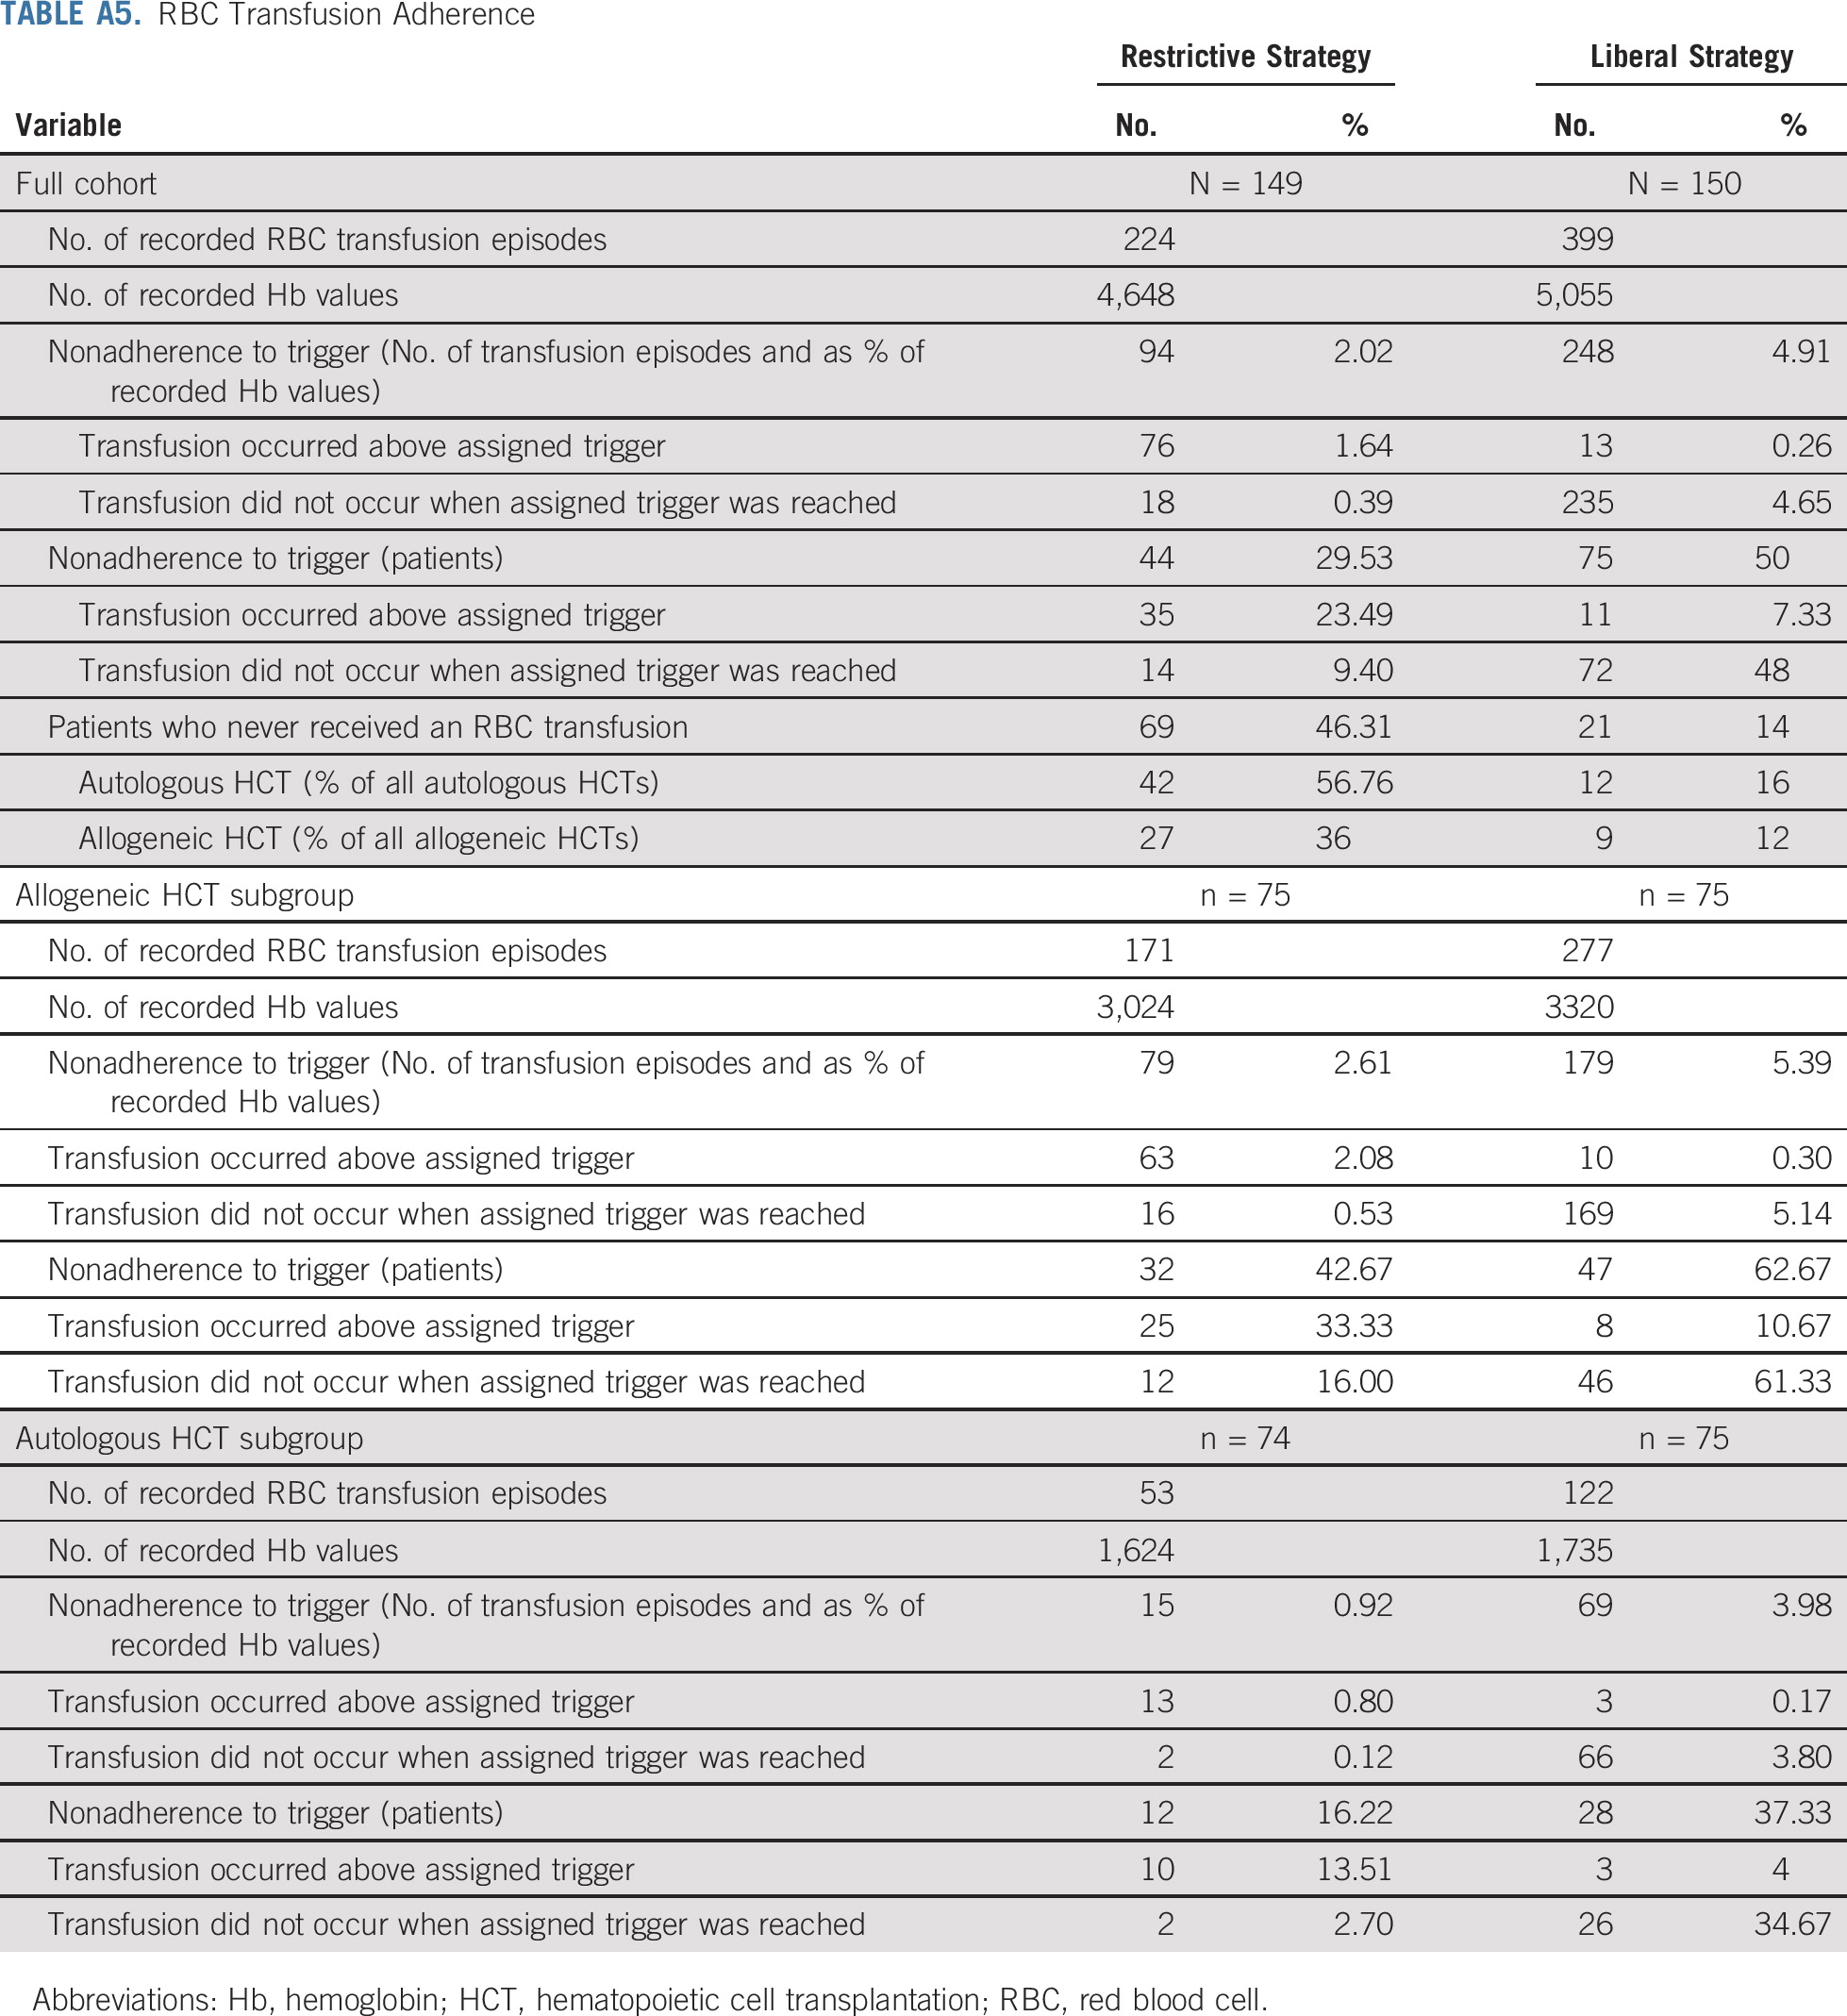 TABLE A5. RBC Transfusion Adherence
Restrictive Strategy Liberal Strategy
Variable No. % No. %
Full cohort N = 149 N = 150
No. of recorded RBC transfusion episodes 224 399
No. of recorded Hb values 4,648 5,055
Nonadherence to trigger (No. of transfusion episodes and as % of 94 2.02 248 4.91
recorded Hb values)
Transfusion occurred above assigned trigger 76 1.64 13 0.26
Transfusion did not occur when assigned trigger was reached 18 0.39 235 4.65
Nonadherence to trigger (patients) 44 29.53 75 50
Transfusion occurred above assigned trigger 35 23.49 11 7.33
Transfusion did not occur when assigned trigger was reached 14 9.40 72 48
Patients who never received an RBC transfusion 69 46.31 21 14
Autologous HCT (% of all autologous HCTs) 42 56.76 12 16
Allogeneic HCT (% of all allogeneic HCTs) 27 36 9 12
Allogeneic HCT subgroup n = 75 n = 75
No. of recorded RBC transfusion episodes 171 277
No. of recorded Hb values 3,024 3320
Nonadherence to trigger (No. of transfusion episodes and as % of 79 2.61 179 5.39
recorded Hb values)
Transfusion occurred above assigned trigger 63 2.08 10 0.30
Transfusion did not occur when assigned trigger was reached 16 0.53 169 5.14
Nonadherence to trigger (patients) 32 42.67 47 62.67
Transfusion occurred above assigned trigger 25 33.33 8 10.67
Transfusion did not occur when assigned trigger was reached 12 16.00 46 61.33
Autologous HCT subgroup n = 74 n = 75
No. of recorded RBC transfusion episodes 53 122
No. of recorded Hb values 1,624 1,735
Nonadherence to trigger (No. of transfusion episodes and as % of 15 0.92 69 3.98
recorded Hb values)
Transfusion occurred above assigned trigger 13 0.80 3 0.17
Transfusion did not occur when assigned trigger was reached 2 0.12 66 3.80
Nonadherence to trigger (patients) 12 16.22 28 37.33
Transfusion occurred above assigned trigger 10 13.51 3 4
Transfusion did not occur when assigned trigger was reached 2 2.70 26 34.67
Abbreviations: Hb, hemoglobin; HCT, hematopoietic cell transplantation; RBC, red blood cell.